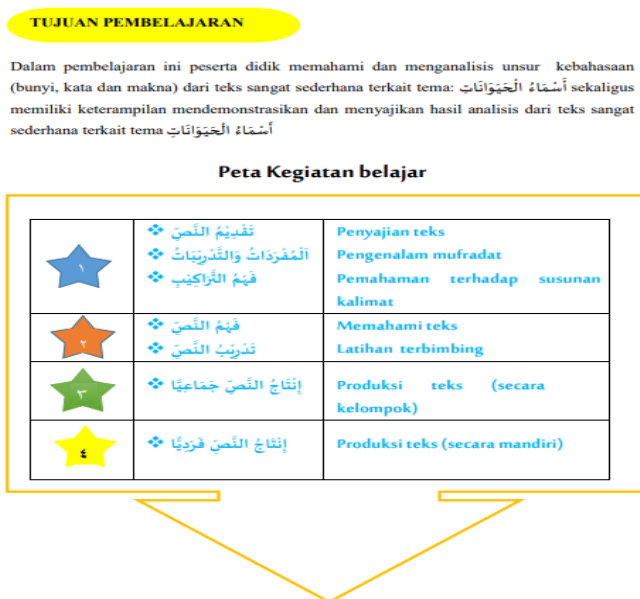 TUJUAN PEMBELAJARAN
Dalam pembelajaran ini peserta didik memahami dan menganalisis unsur kebahasaan
(bunyi, kata dan makna) dari teks sangat sederhana terkait tema: أَسْمَاءُ الْحَيَوَانَاتِ sekaligus
memiliki keterampilan mendemonstrasikan dan menyajikan hasil analisis dari teks sangat
sederhana terkait tema أَسْمَاءُ الْحَيَوَانَاتِ
Peta Kegiatan belajar
١
❖ تَقْدِيْمُ النَّصِّ
❖ اَلْمُفْرَدَاتُ وَالتَّدْرِيْبَاتُ
❖ فَهْمُ التَّرَاكِيْبِ
Penyajian teks
Pengenalam mufradat
Pemahaman terhadap susunan
kalimat
٢
❖ فَهْمُ النَّصِّ
❖ تَدْرِيْبُ النَّصِّ
Memahami teks
Latihan terbimbing
٣
❖ إِنْتَاجُ النَّصِّ جَمَاعِيًّا
Produksi teks (secara
kelompok)
٤
❖ إِنتَاجُ النَّصِّ فَرَدِيًّا
Produksi teks (secara mandiri)